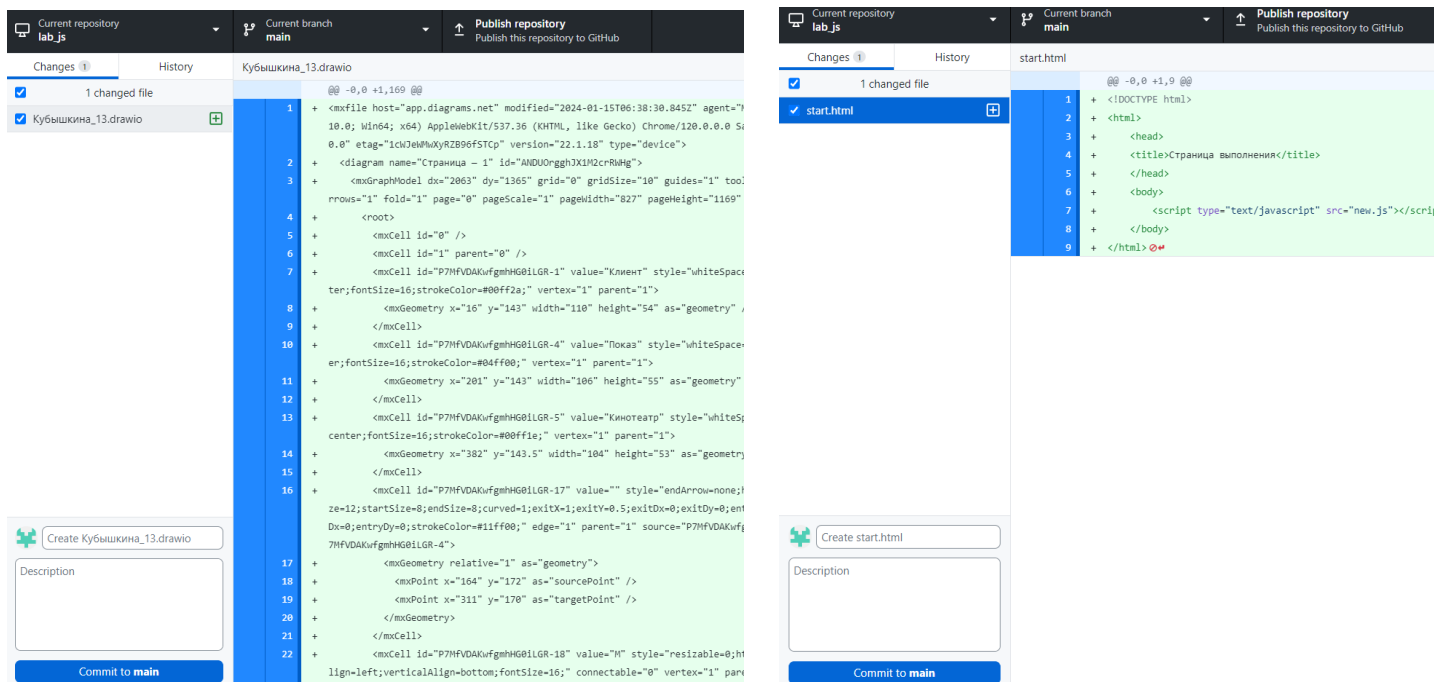 Current repository
lab_js
Current branch
main
Publish repository
Publish this repository to GitHub
Changes 1
History
Кубышкина_13.drawio
1 changed file
Кубышкина_13.drawio
@@ -0,0 +1,169 @@
1 + <mxfile host="app.diagrams.net" modified="2024-01-15T06:38:30.845Z" agent="
10.0; Win64; x64) AppleWebKit/537.36 (KHTML, like Gecko) Chrome/120.0.0.0 Sa
0.0" etag="1cWJeWMwXyRZB96fSTCp" version="22.1.18" type="device">
2 + <diagram name="Страница — 1" id="ANDUOrgghJX1M2crRWHg">
3 + <mxGraphModel dx="2063" dy="1365" grid="0" gridSize="10" guides="1" tool
rrows="1" fold="1" page="0" pageScale="1" pageWidth="827" pageHeight="1169"
4 + <root>
5 + <mxCell id="0" />
6 + <mxCell id="1" parent="0" />
7 + <mxCell id="P7MfVDAKwfgmhHG0iLGR-1" value="Клиент" style="whiteSpace
ter;fontSize=16;strokeColor=#00ff2a;" vertex="1" parent="1">
8 + <mxGeometry x="16" y="143" width="110" height="54" as="geometry" /
9 + </mxCell>
10 + <mxCell id="P7MfVDAKwfgmhHG0iLGR-4" value="Показ" style="whiteSpace=
er;fontSize=16;strokeColor=#04ff00;" vertex="1" parent="1">
11 + <mxGeometry x="201" y="143" width="106" height="55" as="geometry"
12 + </mxCell>
13 + <mxCell id="P7MfVDAKwfgmhHG0iLGR-5" value="Кинотеатр" style="whiteSp
center;fontSize=16;strokeColor=#00ff1e;" vertex="1" parent="1">
14 + <mxGeometry x="382" y="143.5" width="104" height="53" as="geometry
15 + </mxCell>
16 + <mxCell id="P7MfVDAKwfgmhHG0iLGR-17" value="" style="endArrow=none;h
ze=12;startSize=8;endSize=8;curved=1;exitX=1;exitY=0.5;exitDx=0;exitDy=0;ent
Dx=0;entryDy=0;strokeColor=#11ff00;" edge="1" parent="1" source="P7MfVDAKwfg
7MfVDAKwfgmhHG0iLGR-4">
17 + <mxGeometry relative="1" as="geometry">
18 + <mxPoint x="164" y="172" as="sourcePoint" />
19 + <mxPoint x="311" y="170" as="targetPoint" />
20 + </mxGeometry>
21 + </mxCell>
22 + <mxCell id="P7MfVDAKwfgmhHG0iLGR-18" value="М" style="resizable=0;ht
lign=left;verticalAlign=bottom;fontSize=16;" connectable="0" vertex="1" pare
Create Кубышкина_13.drawio
Description
Commit to main
Current repository
lab_js
Current branch
main
Publish repository
Publish this repository to GitHub
Changes 1
History
start.html
1 changed file
start.html
@@ -0,0 +1,9 @@
1 + <!DOCTYPE html>
2 + <html>
3 + <head>
4 + <title>Страница выполнения</title>
5 + </head>
6 + <body>
7 + <script type="text/javascript" src="new.js"></scrip
8 + </body>
9 + </html>
Create start.html
Description
Commit to main